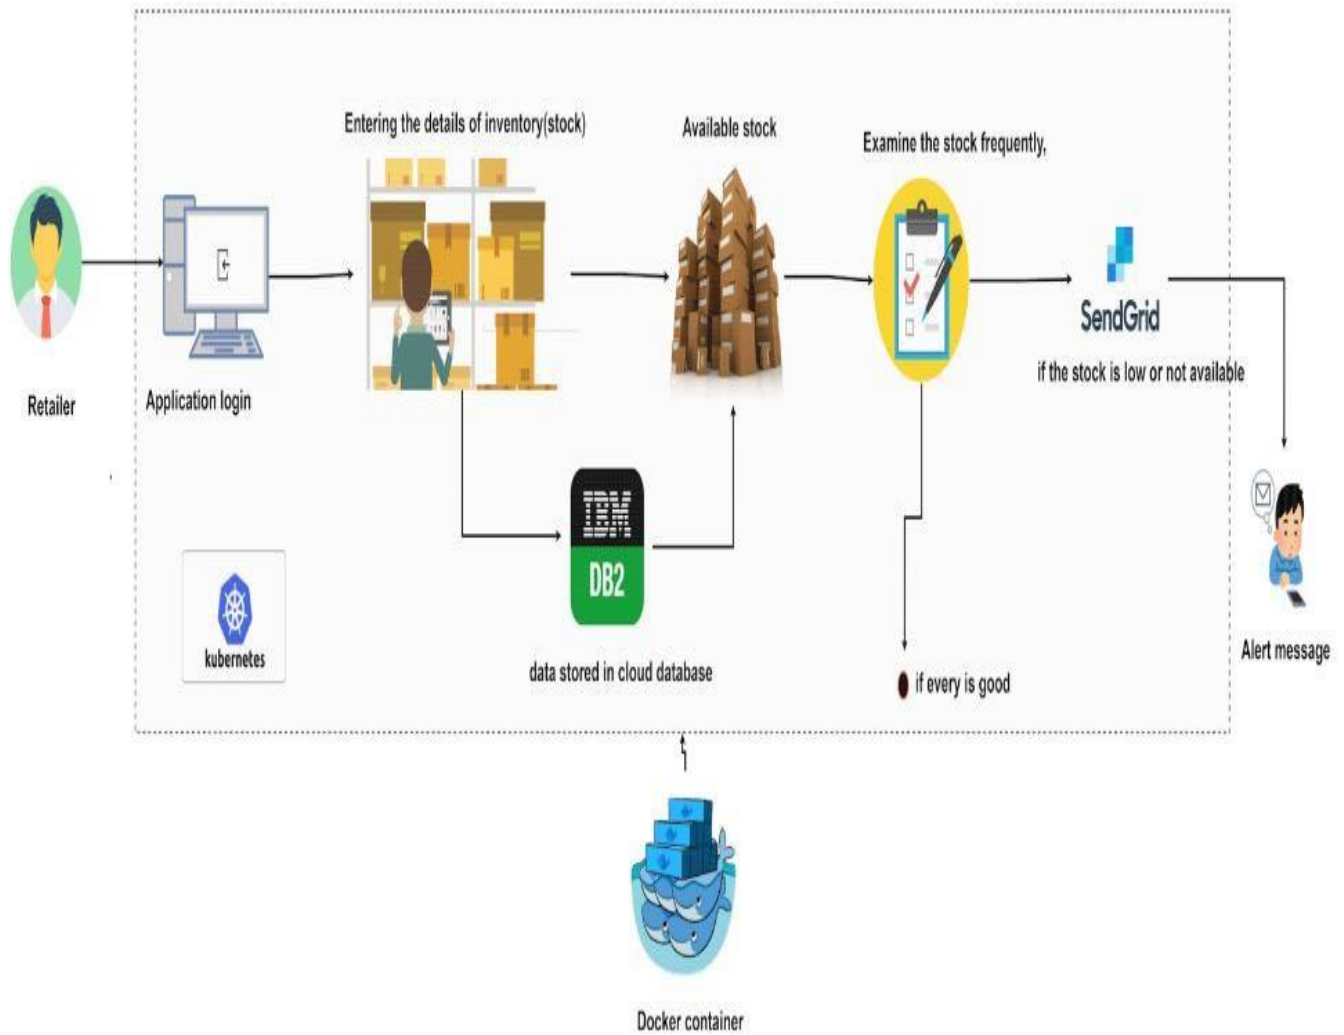 Entering the details of inventory(stock)
Available stock
Examine the stock frequently,
Retailer
Application login
SendGrid
if the stock is low or not available
IBM
DB2
data stored in cloud database
kubernetes
if every is good
Alert message
Docker container